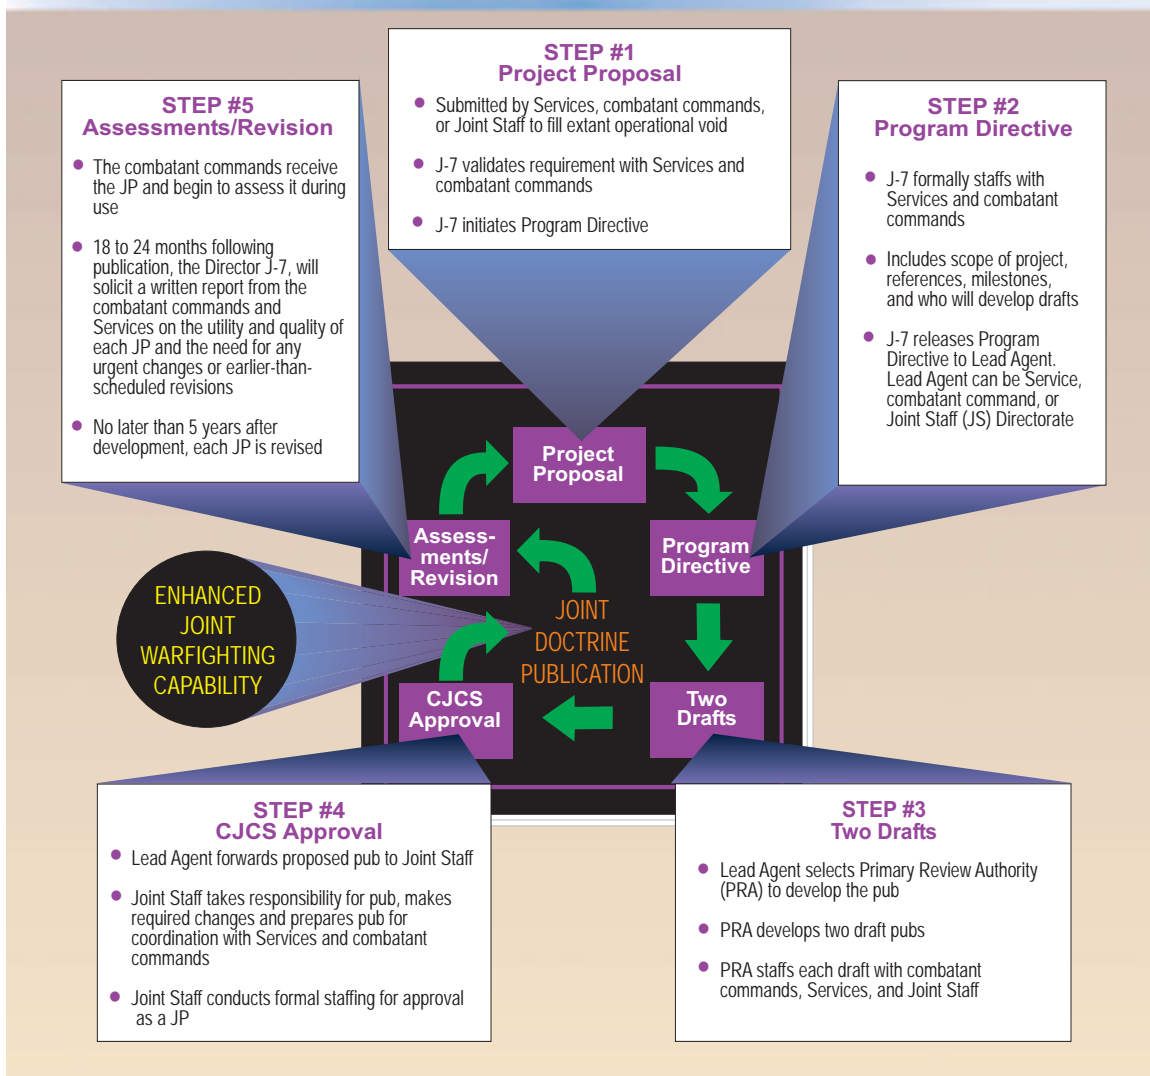 STEP #1
Project Proposal
Submitted by Services, combatant commands,
or Joint Staff to fill extant operational void
J-7 validates requirement with Services and
combatant commands
J-7 initiates Program Directive
STEP #5
Assessments/Revision
The combatant commands receive
the JP and begin to assess it during
use
18 to 24 months following
publication, the Director J-7, will
solicit a written report from the
combatant commands and
Services on the utility and quality of
each JP and the need for any
urgent changes or earlier-than-
scheduled revisions
No later than 5 years after
development, each JP is revised
STEP #2
Program Directive
J-7 formally staffs with
Services and combatant
commands
Includes scope of project,
references, milestones,
and who will develop drafts
J-7 releases Program
Directive to Lead Agent.
Lead Agent can be Service,
combatant command, or
Joint Staff (JS) Directorate
Project
Proposal
Assess-
ments/
Revision
Program
Directive
ENHANCED
JOINT
WARFIGHTING
CAPABILITY
JOINT
DOCTRINE
PUBLICATION
CJCS
Approval
Two
Drafts
STEP #4
CJCS Approval
Lead Agent forwards proposed pub to Joint Staff
Joint Staff takes responsibility for pub, makes
required changes and prepares pub for
coordination with Services and combatant
commands
Joint Staff conducts formal staffing for approval
as a JP
STEP #3
Two Drafts
Lead Agent selects Primary Review Authority
(PRA) to develop the pub
PRA develops two draft pubs
PRA staffs each draft with combatant
commands, Services, and Joint Staff